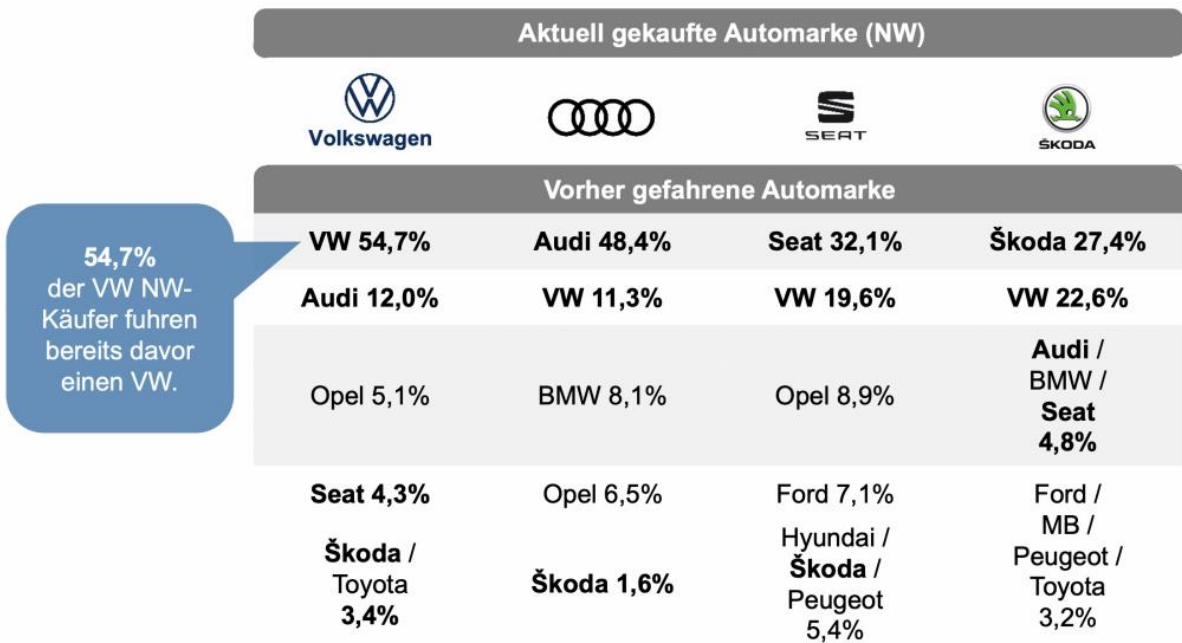 Aktuell gekaufte Automarke (NW)
Volkswagen
SEAT
ŠKODA
Vorher gefahrene Automarke
54,7%
der VW NW-
Käufer fuhren
bereits davor
einen VW.
VW 54,7%
Audi 48,4%
Seat 32,1%
Škoda 27,4%
Audi 12,0%
VW 11,3%
VW 19,6%
VW 22,6%
Opel 5,1%
BMW 8,1%
Opel 8,9%
Audi /
BMW /
Seat
4,8%
Seat 4,3%
Opel 6,5%
Ford 7,1%
Ford /
MB /
Peugeot /
Toyota
3,2%
Škoda /
Toyota
3,4%
Škoda 1,6%
Hyundai /
Škoda /
Peugeot
5,4%